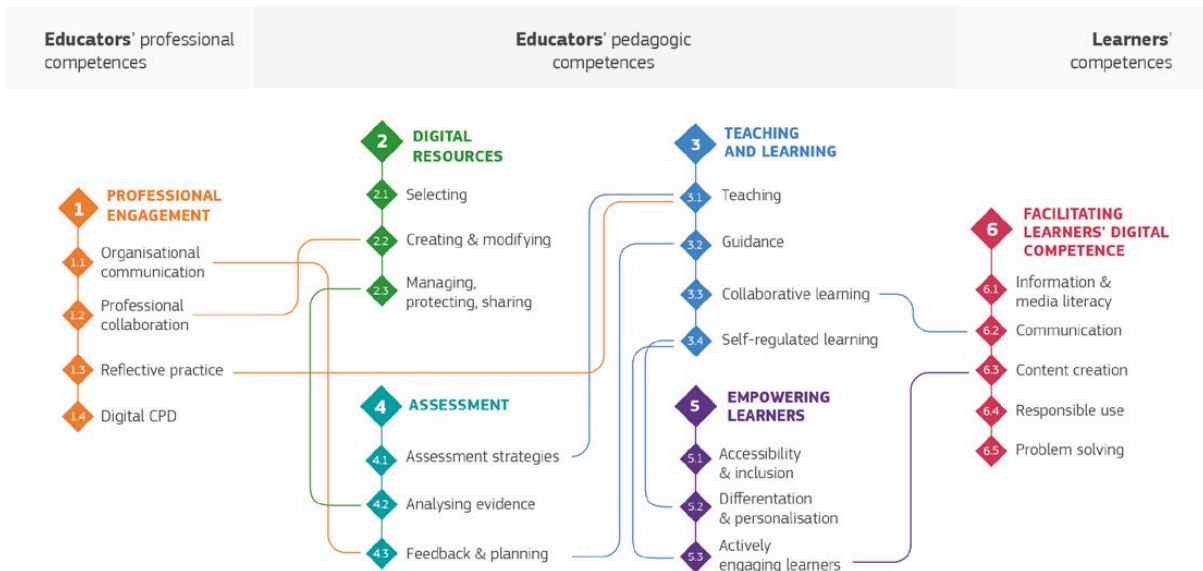 Educators' professional
competences
Educators' pedagogic
competences
Learners'
competences
1
PROFESSIONAL
ENGAGEMENT
1.1
Organisational
communication
1.2
Professional
collaboration
1.3
Reflective practice
1.4
Digital CPD
2
DIGITAL
RESOURCES
2.1
Selecting
2.2
Creating & modifying
2.3
Managing,
protecting, sharing
4
ASSESSMENT
4.1
Assessment strategies
4.2
Analysing evidence
4.3
Feedback & planning
3
TEACHING
AND LEARNING
3.1
Teaching
3.2
Guidance
3.3
Collaborative learning
3.4
Self-regulated learning
5
EMPOWERING
LEARNERS
5.1
Accessibility
& inclusion
5.2
Differentation
& personalisation
5.3
Actively
engaging learners
6
FACILITATING
LEARNERS' DIGITAL
COMPETENCE
6.1
Information &
media literacy
6.2
Communication
6.3
Content creation
6.4
Responsible use
6.5
Problem solving